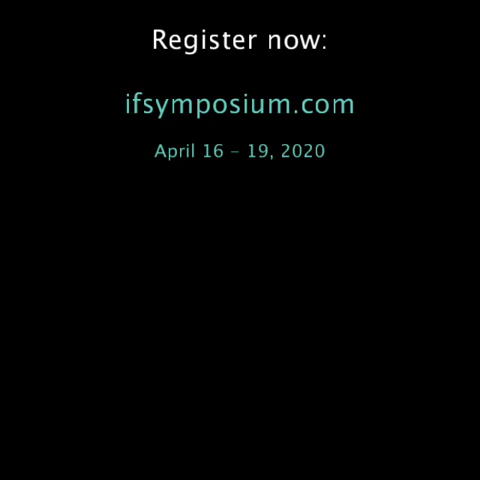 Register now:
ifsymposium.com
April 16 – 19, 2020